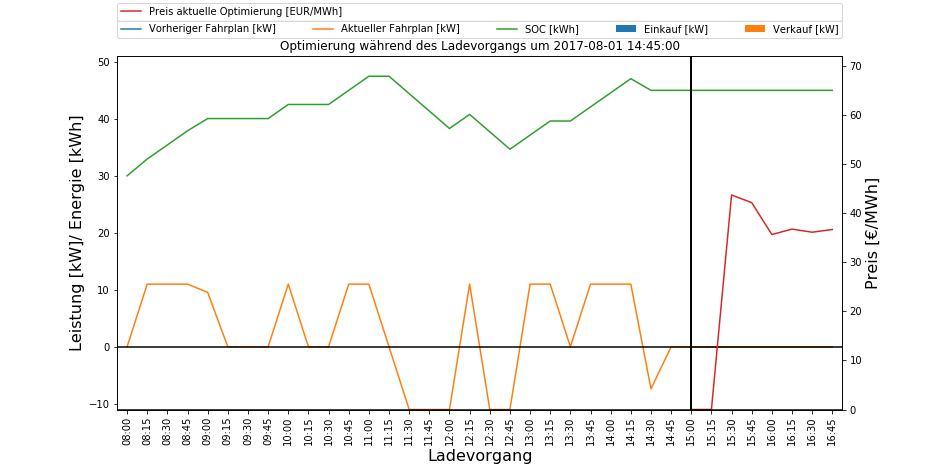 Preis aktuelle Optimierung [EUR/MWh]
Vorheriger Fahrplan [kW] Aktueller Fahrplan [kW] SOC [kWh] Einkauf [kW] Verkauf [kW]
Optimierung während des Ladevorgangs um 2017-08-01 14:45:00
Leistung [kW]/ Energie [kWh]
50
40
30
20
10
0
−10
Preis [€/MWh]
70
60
50
40
30
20
10
0
08:00 08:15 08:30 08:45 09:00 09:15 09:30 09:45 10:00 10:15 10:30 10:45 11:00 11:15 11:30 11:45 12:00 12:15 12:30 12:45 13:00 13:15 13:30 13:45 14:00 14:15 14:30 14:45 15:00 15:15 15:30 15:45 16:00 16:15 16:30 16:45
Ladevorgang